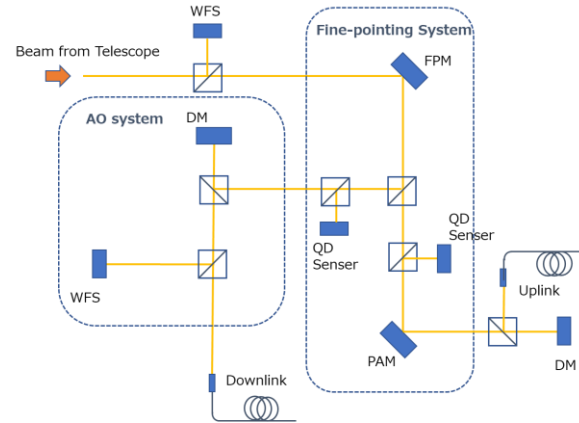 WFS
Fine-pointing System
Beam from Telescope
FPM
AO system
DM
QD
Senser
QD
Senser
WFS
Uplink
PAM
DM
Downlink